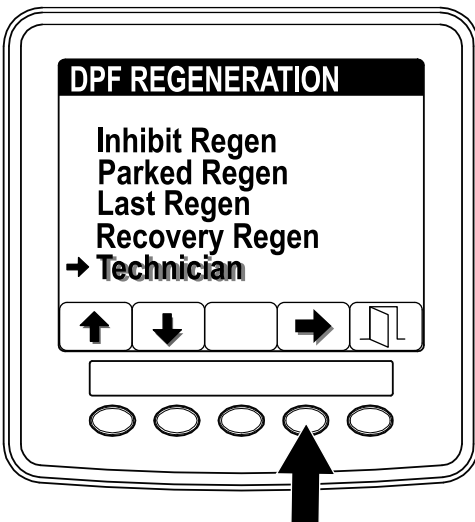 DPF REGENERATION
Inhibit Regen
Parked Regen
Last Regen
Recovery Regen
Technician